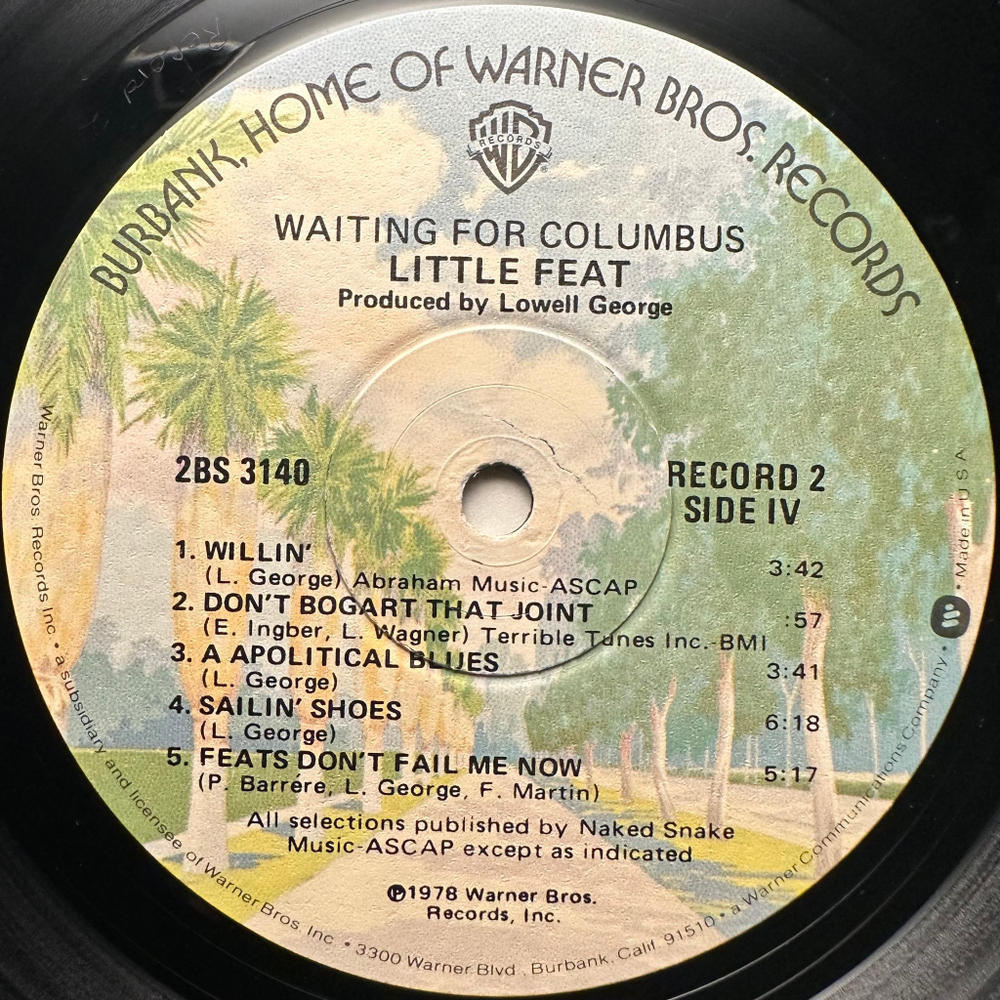 BURBANK, HOME OF WARNER BROS. RECORDS
RECORDS
WAITING FOR COLUMBUS
LITTLE FEAT
Produced by Lowell George
2BS 3140
RECORD 2
SIDE IV
1. WILLIN' 3:42
(L. George) Abraham Music-ASCAP
2. DON'T BOGART THAT JOINT :57
(E. Ingber, L. Wagner) Terrible Tunes Inc.-BMI
3. A APOLITICAL BLUES 3:41
(L. George)
4. SAILIN' SHOES 6:18
(L. George)
5. FEATS DON'T FAIL ME NOW 5:17
(P. Barrére, L. George, F. Martin)
All selections published by Naked Snake
Music-ASCAP except as indicated
℗1978 Warner Bros.
Records, Inc.
Warner Bros. Records Inc. • a subsidiary and licensee of Warner Bros. Inc. • 3300 Warner Blvd., Burbank, Calif. 91510 • a Warner Communications Company • Made in U S A